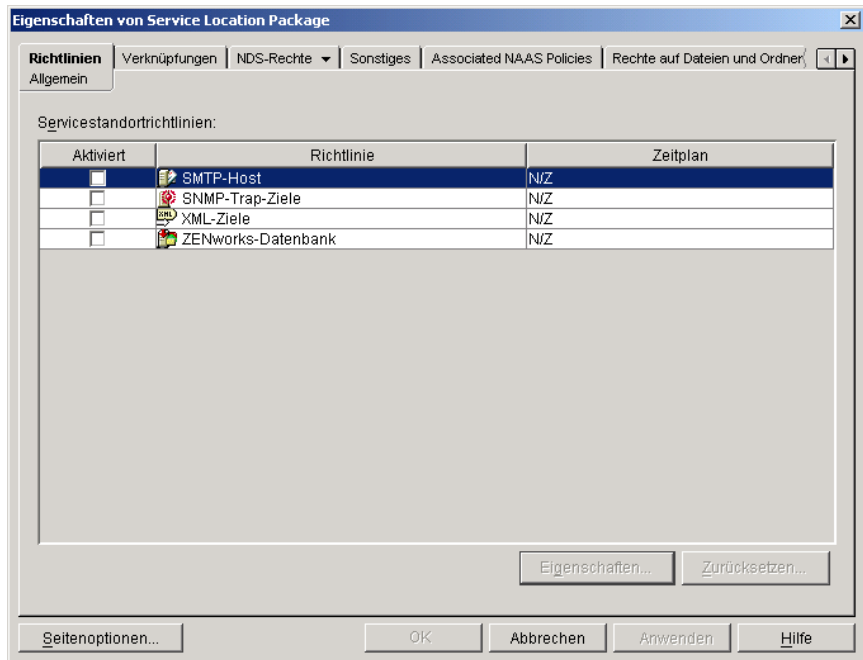 Eigenschaften von Service Location Package
Richtlinien Verknüpfungen NDS-Rechte Sonstiges Associated NAAS Policies Rechte auf Dateien und Ordner
Allgemein
Servicestandortrichtlinien:
Aktiviert Richtlinie Zeitplan
SMTP-Host N/Z
SNMP-Trap-Ziele N/Z
XML-Ziele N/Z
ZENworks-Datenbank N/Z
Eigenschaften... Zurücksetzen...
Seitenoptionen... OK Abbrechen Anwenden Hilfe